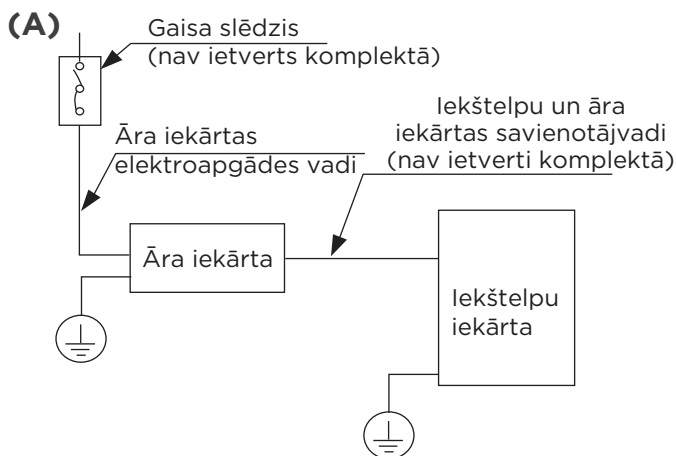 (A)
Gaisa slēdzis
(nav ietverts komplektā)
Iekštelpu un āra
iekārtas savienotājvadi
(nav ietverti komplektā)
Āra iekārtas
elektroapgādes vadi
Āra iekārta
Iekštelpu
iekārta